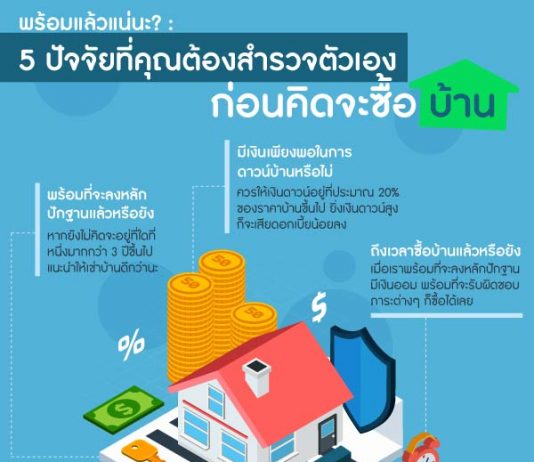 พร้อมแล้วแน่นะ? :
5 ปัจจัยที่คุณต้องสำรวจตัวเอง
ก่อนคิดจะซื้อ บ้าน
มีเงินเพียงพอในการ
ดาวน์บ้านหรือไม่
ควรให้เงินดาวน์อยู่ที่ประมาณ 20%
ของราคาบ้านขึ้นไป ยิ่งเงินดาวน์สูง
ก็จะเสียดอกเบี้ยน้อยลง
พร้อมที่จะลงหลัก
ปักฐานแล้วหรือยัง
หากยังไม่คิดจะอยู่ที่ใดที่
หนึ่งมากกว่า 3 ปีขึ้นไป
แนะนำให้เช่าบ้านดีกว่านะ
ถึงเวลาซื้อบ้านแล้วหรือยัง
เมื่อเราพร้อมที่จะลงหลักปักฐาน
มีเงินออม พร้อมที่จะรับผิดชอบ
ภาระต่างๆ ก็ซื้อได้เลย
50
50
$
%
$